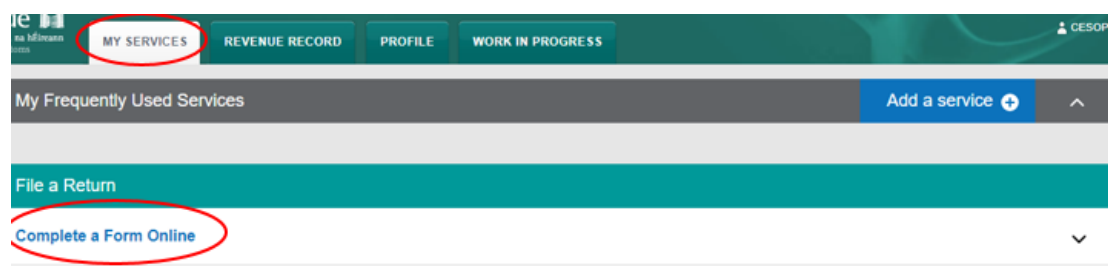 na hÉireann
MY SERVICES
REVENUE RECORD
PROFILE
WORK IN PROGRESS
CESOP
My Frequently Used Services
Add a service
File a Return
Complete a Form Online